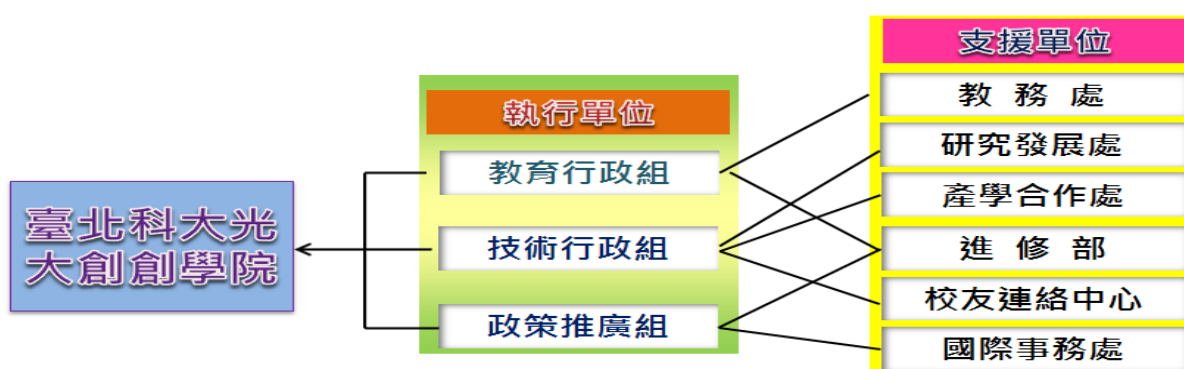 臺北科大光
大創創學院
執行單位
教育行政組
技術行政組
政策推廣組
支援單位
教務處
研究發展處
產學合作處
進修部
校友連絡中心
國際事務處